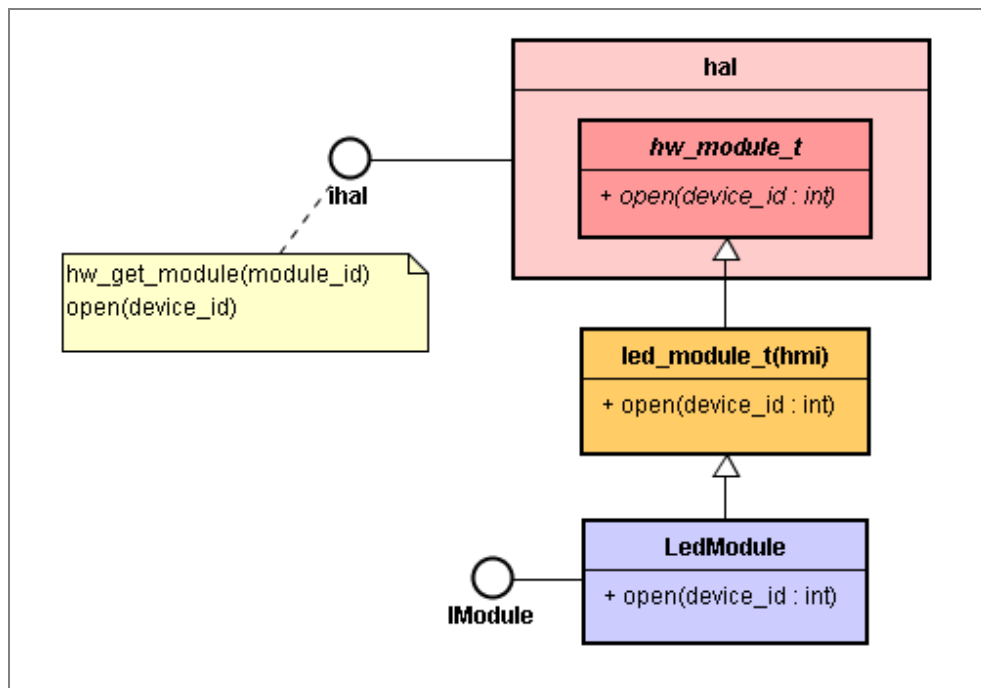 hal
hw_module_t
+ open(device_id : int)
ihal
hw_get_module(module_id)
open(device_id)
led_module_t(hmi)
+ open(device_id : int)
LedModule
+ open(device_id : int)
IModule